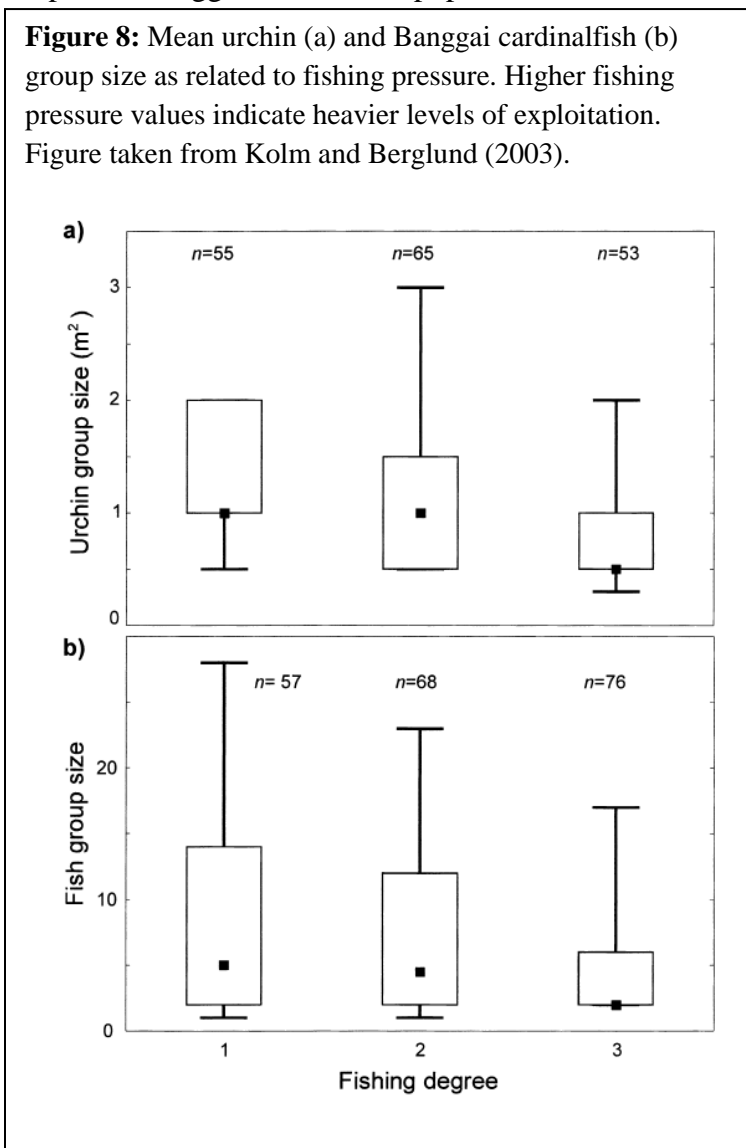 Figure 8: Mean urchin (a) and Banggai cardinalfish (b)
group size as related to fishing pressure. Higher fishing
pressure values indicate heavier levels of exploitation.
Figure taken from Kolm and Berglund (2003).
a)
n=55
n=65
n=53
3
2
1
0
Urchin group size (m²)
b)
n= 57
n=68
n=76
20
10
0
Fish group size
1
2
3
Fishing degree